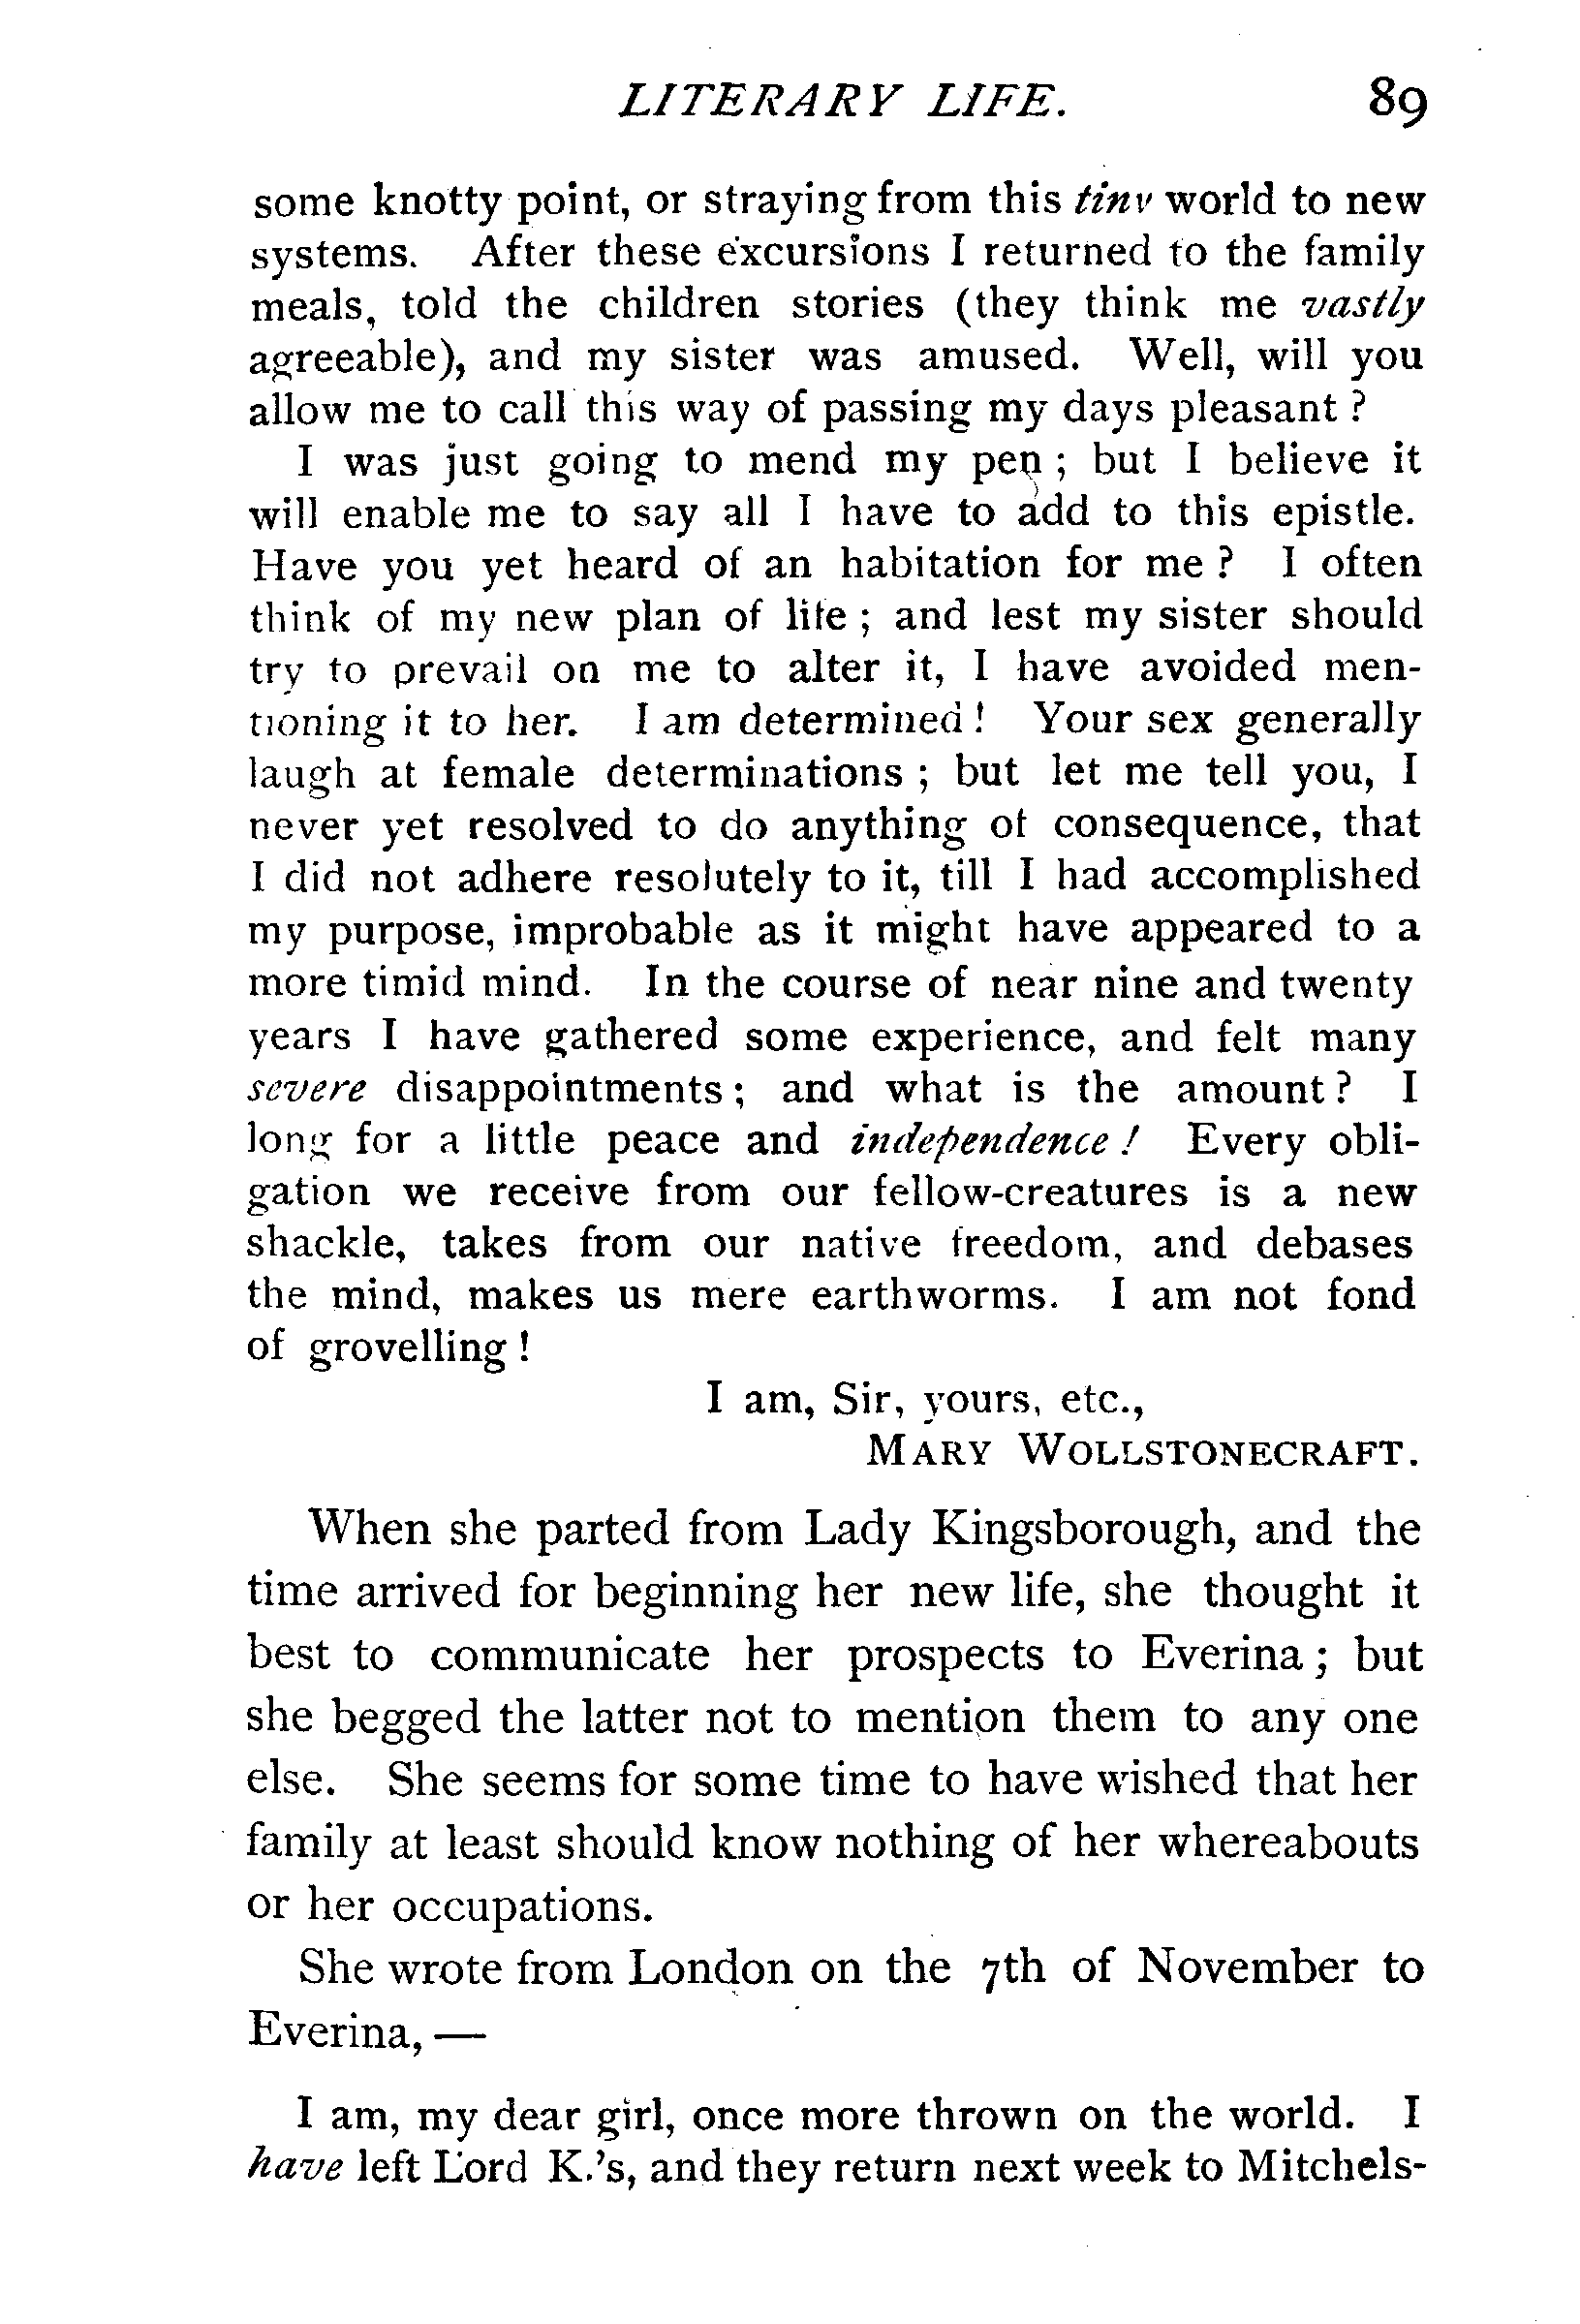 LITERARY LIFE. 89
some knotty point, or straying from this tiny world to new
systems. After these excursions I returned to the family
meals, told the children stories (they think me vastly
agreeable), and my sister was amused. Well, will you
allow me to call this way of passing my days pleasant ?
I was just going to mend my pen ; but I believe it
will enable me to say all I have to add to this epistle.
Have you yet heard of an habitation for me ? I often
think of my new plan of life ; and lest my sister should
try to prevail on me to alter it, I have avoided men-
tioning it to her. I am determined ! Your sex generally
laugh at female determinations ; but let me tell you, I
never yet resolved to do anything of consequence, that
I did not adhere resolutely to it, till I had accomplished
my purpose, improbable as it might have appeared to a
more timid mind. In the course of near nine and twenty
years I have gathered some experience, and felt many
severe disappointments ; and what is the amount ? I
long for a little peace and independence ! Every obli-
gation we receive from our fellow-creatures is a new
shackle, takes from our native freedom, and debases
the mind, makes us mere earthworms. I am not fond
of grovelling !
I am, Sir, yours, etc.,
MARY WOLLSTONECRAFT.
When she parted from Lady Kingsborough, and the
time arrived for beginning her new life, she thought it
best to communicate her prospects to Everina ; but
she begged the latter not to mention them to any one
else. She seems for some time to have wished that her
family at least should know nothing of her whereabouts
or her occupations.
She wrote from London on the 7th of November to
Everina, —
I am, my dear girl, once more thrown on the world. I
have left Lord K.'s, and they return next week to Mitchels-